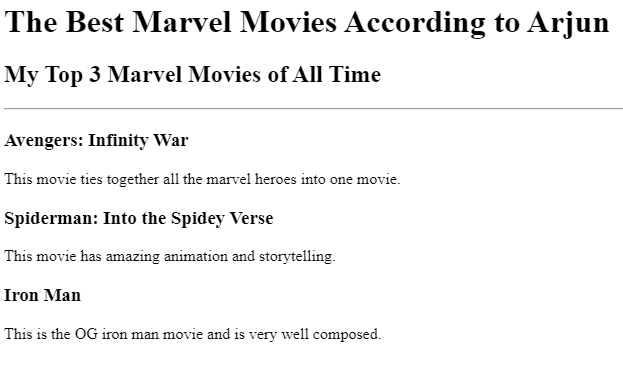 The Best Marvel Movies According to Arjun
My Top 3 Marvel Movies of All Time
Avengers: Infinity War
This movie ties together all the marvel heroes into one movie.
Spiderman: Into the Spidey Verse
This movie has amazing animation and storytelling.
Iron Man
This is the OG iron man movie and is very well composed.